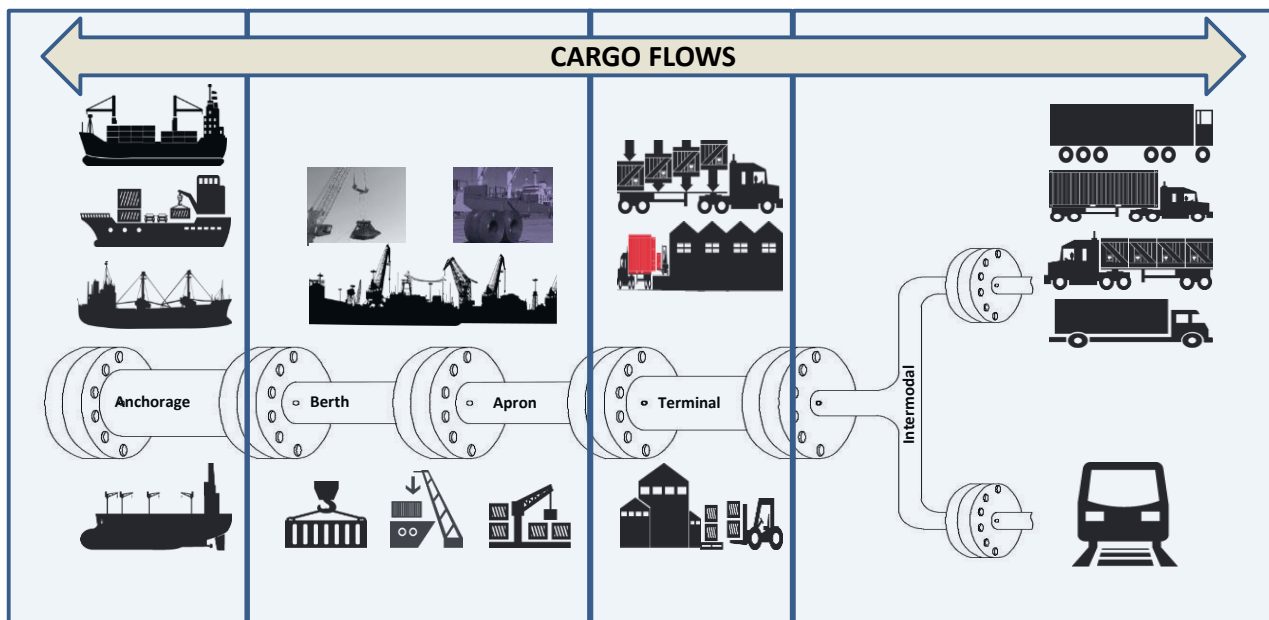 CARGO FLOWS
Anchorage
Berth
Apron
Terminal
Intermodal